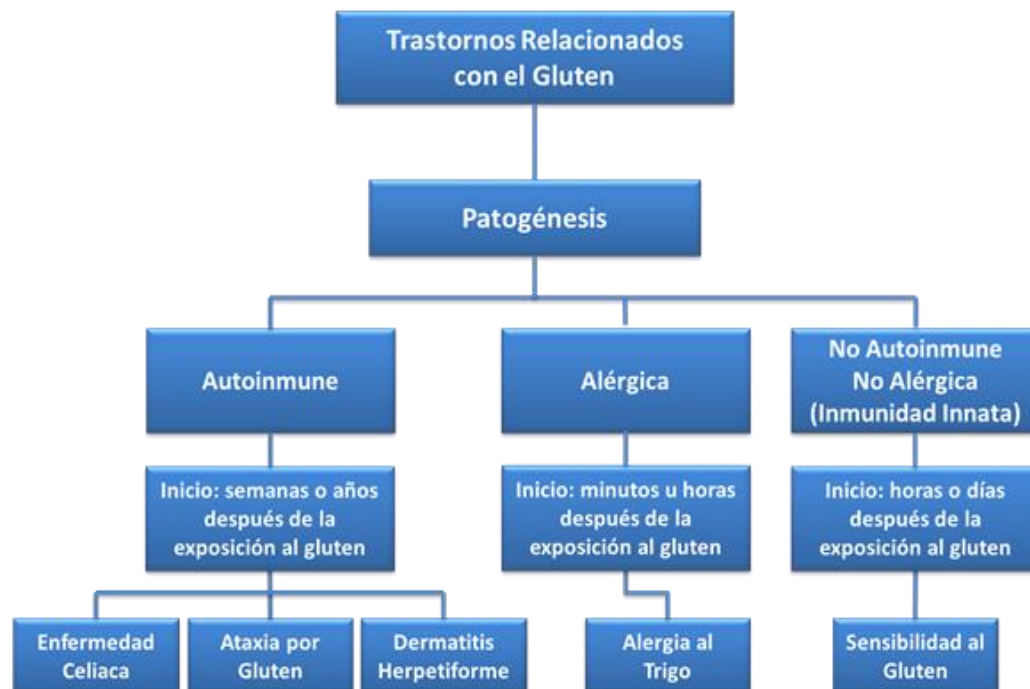 Trastornos Relacionados
con el Gluten
Patogénesis
Autoinmune
Alérgica
No Autoinmune
No Alérgica
(Inmunidad Innata)
Inicio: semanas o años
después de la
exposición al gluten
Inicio: minutos u horas
después de la
exposición al gluten
Inicio: horas o días
después de la
exposición al gluten
Enfermedad
Celiaca
Ataxia por
Gluten
Dermatitis
Herpetiforme
Alergia al
Trigo
Sensibilidad al
Gluten